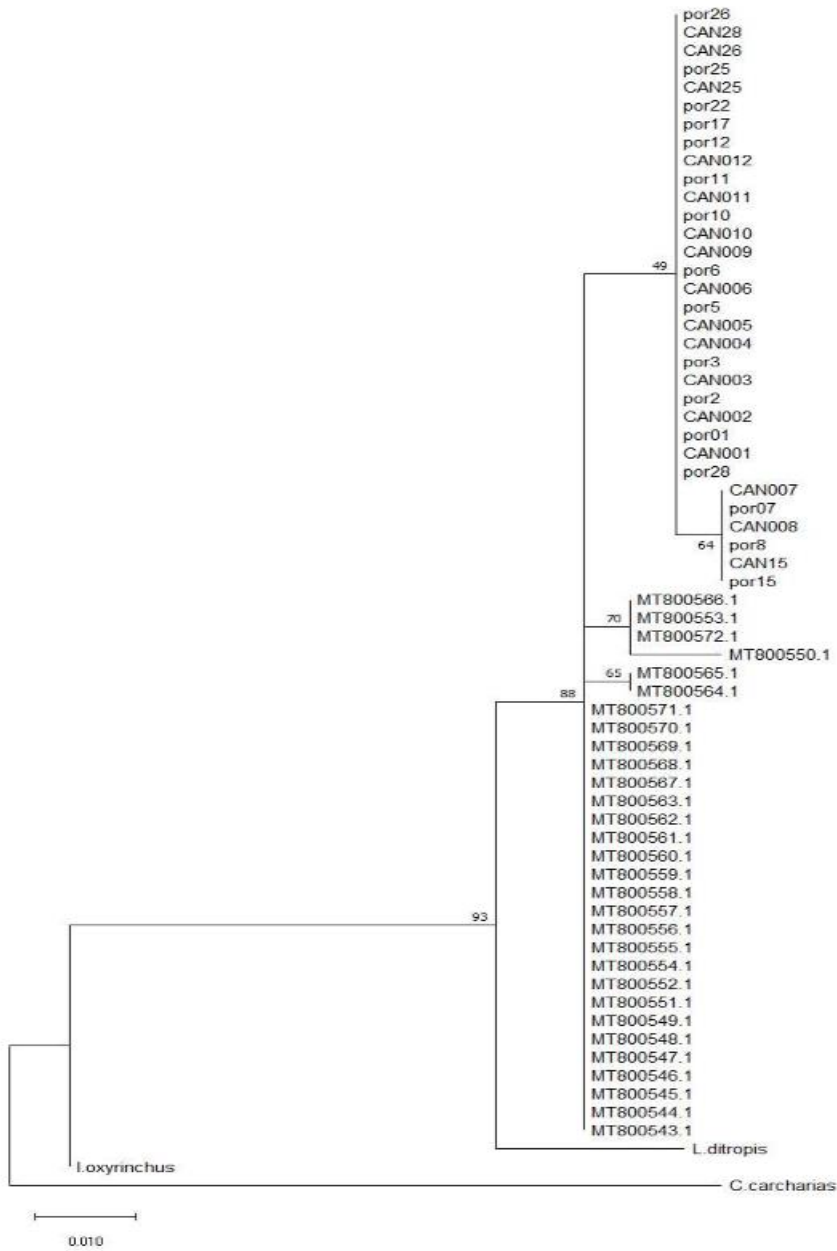 por26
CAN28
CAN26
por25
CAN25
por22
por17
por12
CAN012
por11
CAN011
por10
CAN010
CAN009
49
por6
CAN006
por5
CAN005
CAN004
por3
CAN003
por2
CAN002
por01
CAN001
por28
CAN007
por07
CAN008
64
por8
CAN15
por15
MT800566.1
70
MT800553.1
MT800572.1
MT800550.1
65
MT800565.1
MT800564.1
88
MT800571.1
MT800570.1
MT800569.1
MT800568.1
MT800567.1
MT800563.1
MT800562.1
MT800561.1
MT800560.1
MT800559.1
MT800558.1
MT800557.1
93
MT800556.1
MT800555.1
MT800554.1
MT800552.1
MT800551.1
MT800549.1
MT800548.1
MT800547.1
MT800546.1
MT800545.1
MT800544.1
MT800543.1
L.ditropis
I.oxyrinchus
C.carcharias
0.010